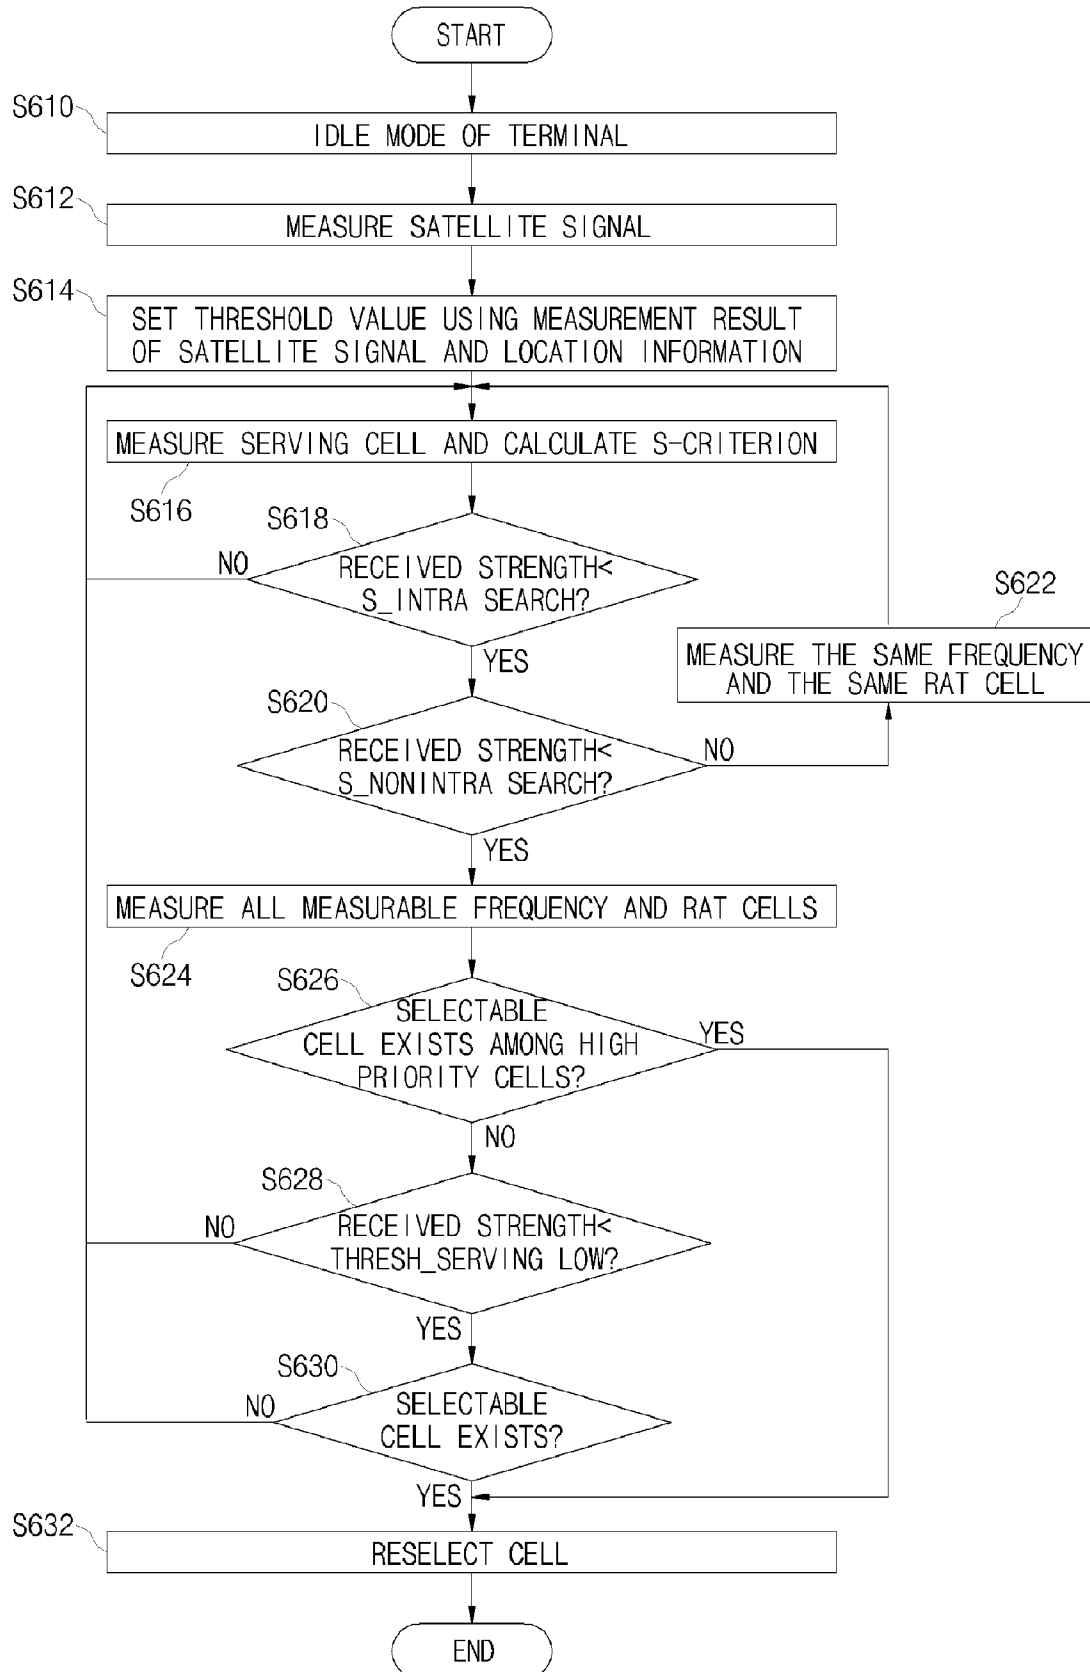 START
S610
IDLE MODE OF TERMINAL
S612
MEASURE SATELLITE SIGNAL
S614
SET THRESHOLD VALUE USING MEASUREMENT RESULT
OF SATELLITE SIGNAL AND LOCATION INFORMATION
MEASURE SERVING CELL AND CALCULATE S-CRITERION
S616
S618
NO
RECEIVED STRENGTH<
S_INTRA SEARCH?
YES
S622
MEASURE THE SAME FREQUENCY
AND THE SAME RAT CELL
S620
RECEIVED STRENGTH<
S_NONINTRA SEARCH?
NO
YES
MEASURE ALL MEASURABLE FREQUENCY AND RAT CELLS
S624
S626
SELECTABLE
CELL EXISTS AMONG HIGH
PRIORITY CELLS?
YES
NO
S628
NO
RECEIVED STRENGTH<
THRESH_SERVING LOW?
YES
S630
NO
SELECTABLE
CELL EXISTS?
YES
S632
RESELECT CELL
END